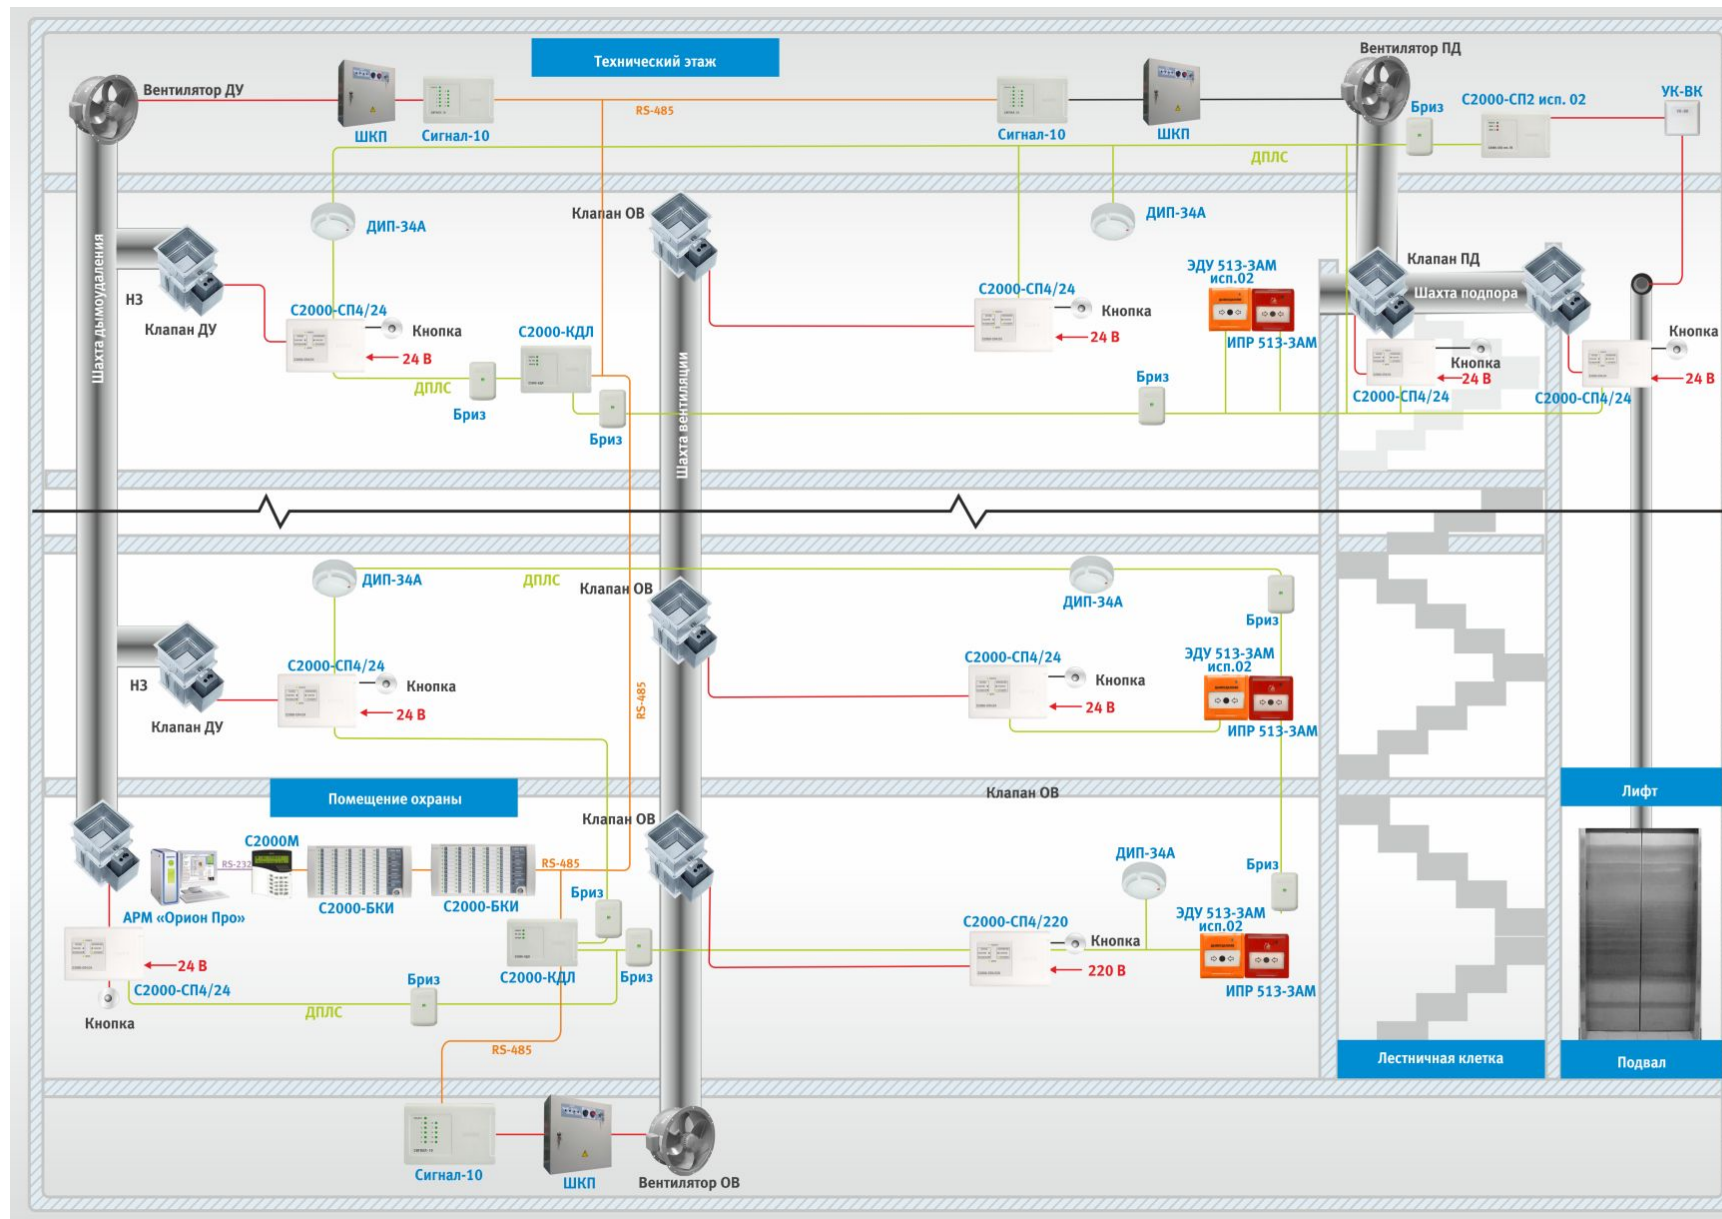 Технический этаж
Вентилятор ПД
Вентилятор ДУ
ШКП
Сигнал-10
RS-485
Сигнал-10
ШКП
Бриз
С2000-СП2 исп. 02
УК-ВК
ДПЛС
ДИП-34А
Клапан ОВ
ДИП-34А
Шахта дымоудаления
НЗ
Клапан ДУ
С2000-СП4/24
Кнопка
24 В
ДПЛС
Бриз
С2000-КДЛ
Бриз
Шахта вентиляции
С2000-СП4/24
Кнопка
24 В
ЭДУ 513-3АМ
исп.02
ИПР 513-3АМ
Бриз
Клапан ПД
Шахта подпора
Кнопка
24 В
С2000-СП4/24
Кнопка
24 В
С2000-СП4/24
ДИП-34А
ДПЛС
Клапан ОВ
ДИП-34А
Бриз
НЗ
Клапан ДУ
С2000-СП4/24
Кнопка
24 В
RS-485
С2000-СП4/24
Кнопка
24 В
ЭДУ 513-3АМ
исп.02
ИПР 513-3АМ
Помещение охраны
Клапан ОВ
Клапан ОВ
Лифт
С2000М
RS-232
АРМ «Орион Про»
С2000-БКИ
С2000-БКИ
RS-485
Бриз
ДИП-34А
Бриз
24 В
С2000-СП4/24
Кнопка
ДПЛС
Бриз
С2000-КДЛ
Бриз
С2000-СП4/220
Кнопка
220 В
ЭДУ 513-3АМ
исп.02
ИПР 513-3АМ
RS-485
Лестничная клетка
Подвал
Сигнал-10
ШКП
Вентилятор ОВ